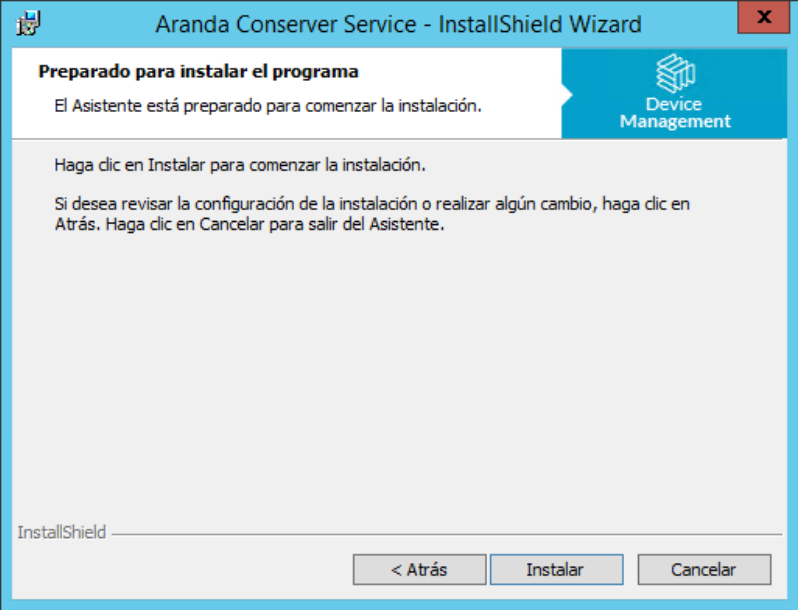 Aranda Conserver Service - InstallShield Wizard
x
Preparado para instalar el programa
El Asistente está preparado para comenzar la instalación.
Device
Management
Haga clic en Instalar para comenzar la instalación.
Si desea revisar la configuración de la instalación o realizar algún cambio, haga clic en
Atrás. Haga clic en Cancelar para salir del Asistente.
InstallShield
< Atrás
Instalar
Cancelar